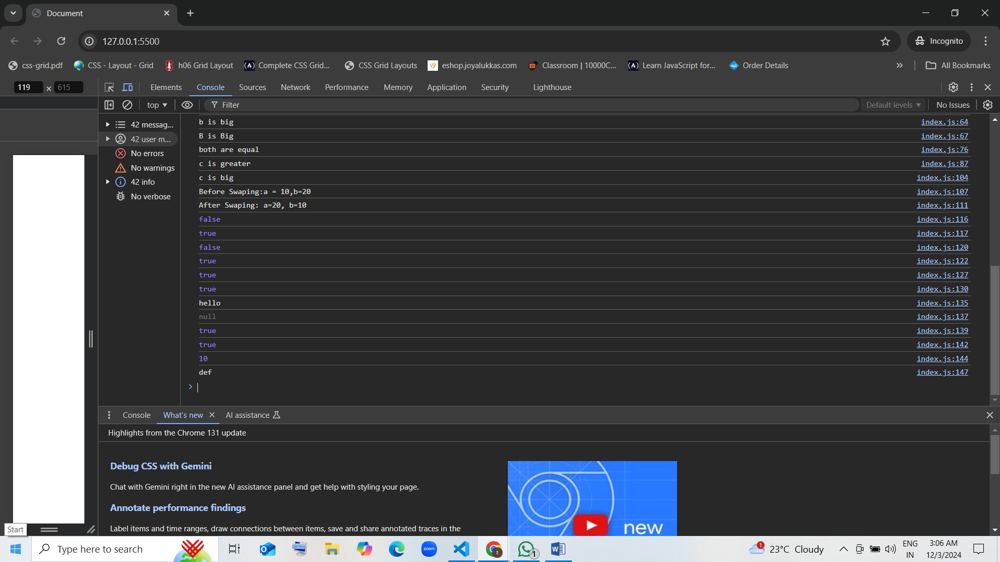 Document
127.0.0.1:5500
Incognito
css-grid.pdf
CSS - Layout - Grid
h06 Grid Layout
Complete CSS Grid...
CSS Grid Layouts
eshop.joyalukkas.com
Classroom | 10000C...
Learn JavaScript for...
Order Details
All Bookmarks
119 × 615
Elements Console Sources Network Performance Memory Application Security Lighthouse
top Filter Default levels No Issues
42 messag...
42 user m...
No errors
No warnings
42 info
No verbose
b is big index.js:64
B is Big index.js:67
both are equal index.js:76
c is greater index.js:87
c is big index.js:104
Before Swaping:a = 10,b=20 index.js:107
After Swaping: a=20, b=10 index.js:111
false index.js:116
true index.js:117
false index.js:120
true index.js:122
true index.js:127
true index.js:130
hello index.js:135
null index.js:137
true index.js:139
true index.js:142
10 index.js:144
def index.js:147
>
Console What's new AI assistance
Highlights from the Chrome 131 update
Debug CSS with Gemini
Chat with Gemini right in the new AI assistance panel and get help with styling your page.
Annotate performance findings
Label items and time ranges, draw connections between items, save and share annotated traces in the
new
Start
Type here to search
zoom
t
1
1
23°C Cloudy
ENG
IN
3:06 AM
12/3/2024